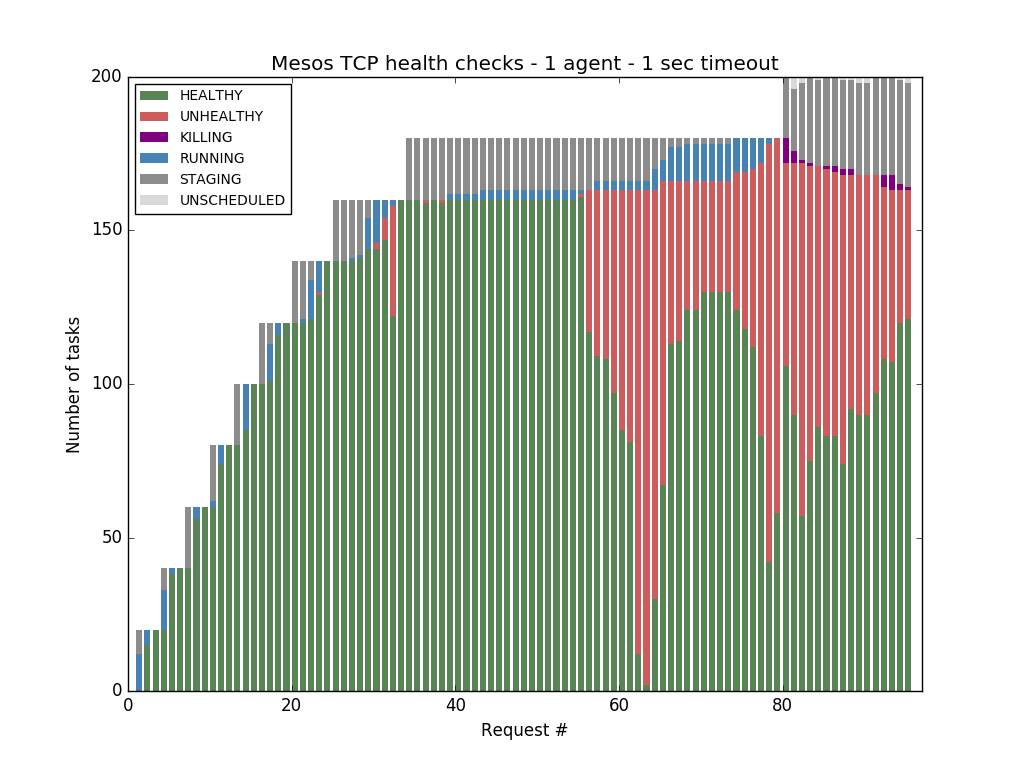 Mesos TCP health checks - 1 agent - 1 sec timeout
HEALTHY
UNHEALTHY
KILLING
RUNNING
STAGING
UNSCHEDULED
200
150
100
50
0
Number of tasks
0 20 40 60 80
Request #